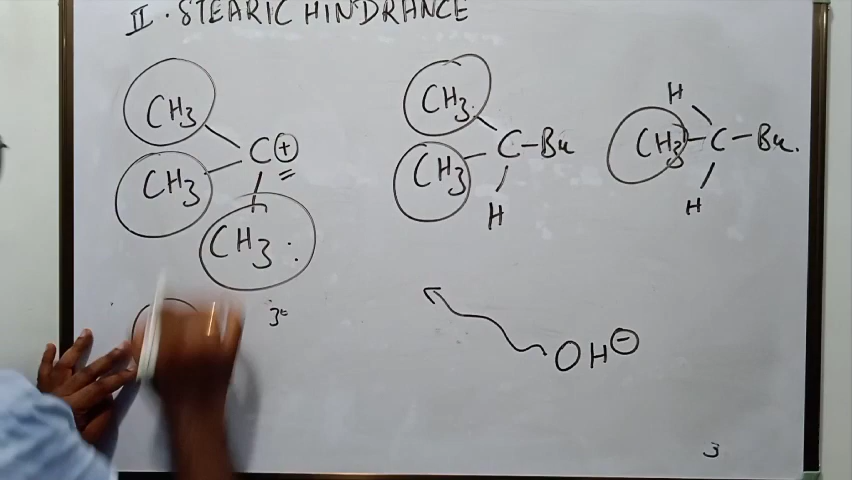 II. STEARIC HINDRANCE
CH3 CH3 H
C⊕ C-Bu CH3-C-Bu.
CH3 CH3
CH3 H H
3°
OH⊖
3